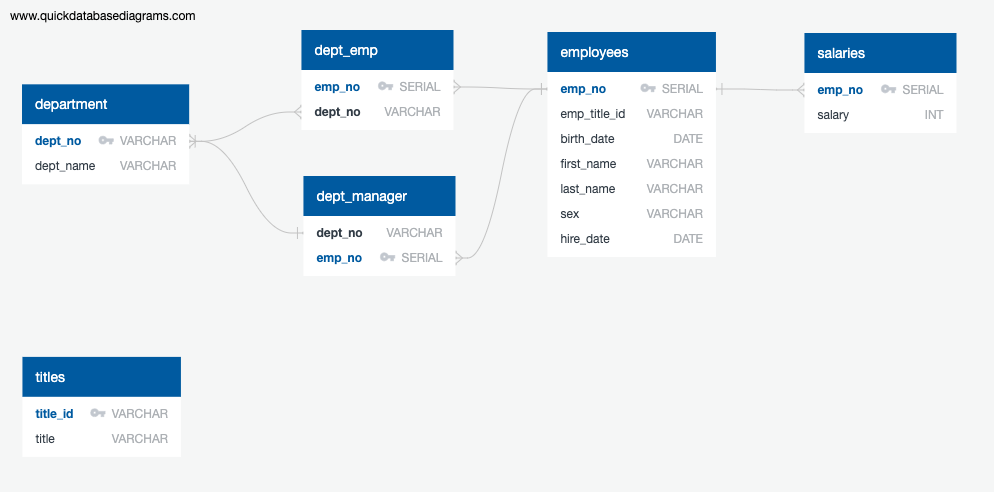 www.quickdatabasediagrams.com
department
dept_no VARCHAR
dept_name VARCHAR
dept_emp
emp_no SERIAL
dept_no VARCHAR
dept_manager
dept_no VARCHAR
emp_no SERIAL
employees
emp_no SERIAL
emp_title_id VARCHAR
birth_date DATE
first_name VARCHAR
last_name VARCHAR
sex VARCHAR
hire_date DATE
salaries
emp_no SERIAL
salary INT
titles
title_id VARCHAR
title VARCHAR